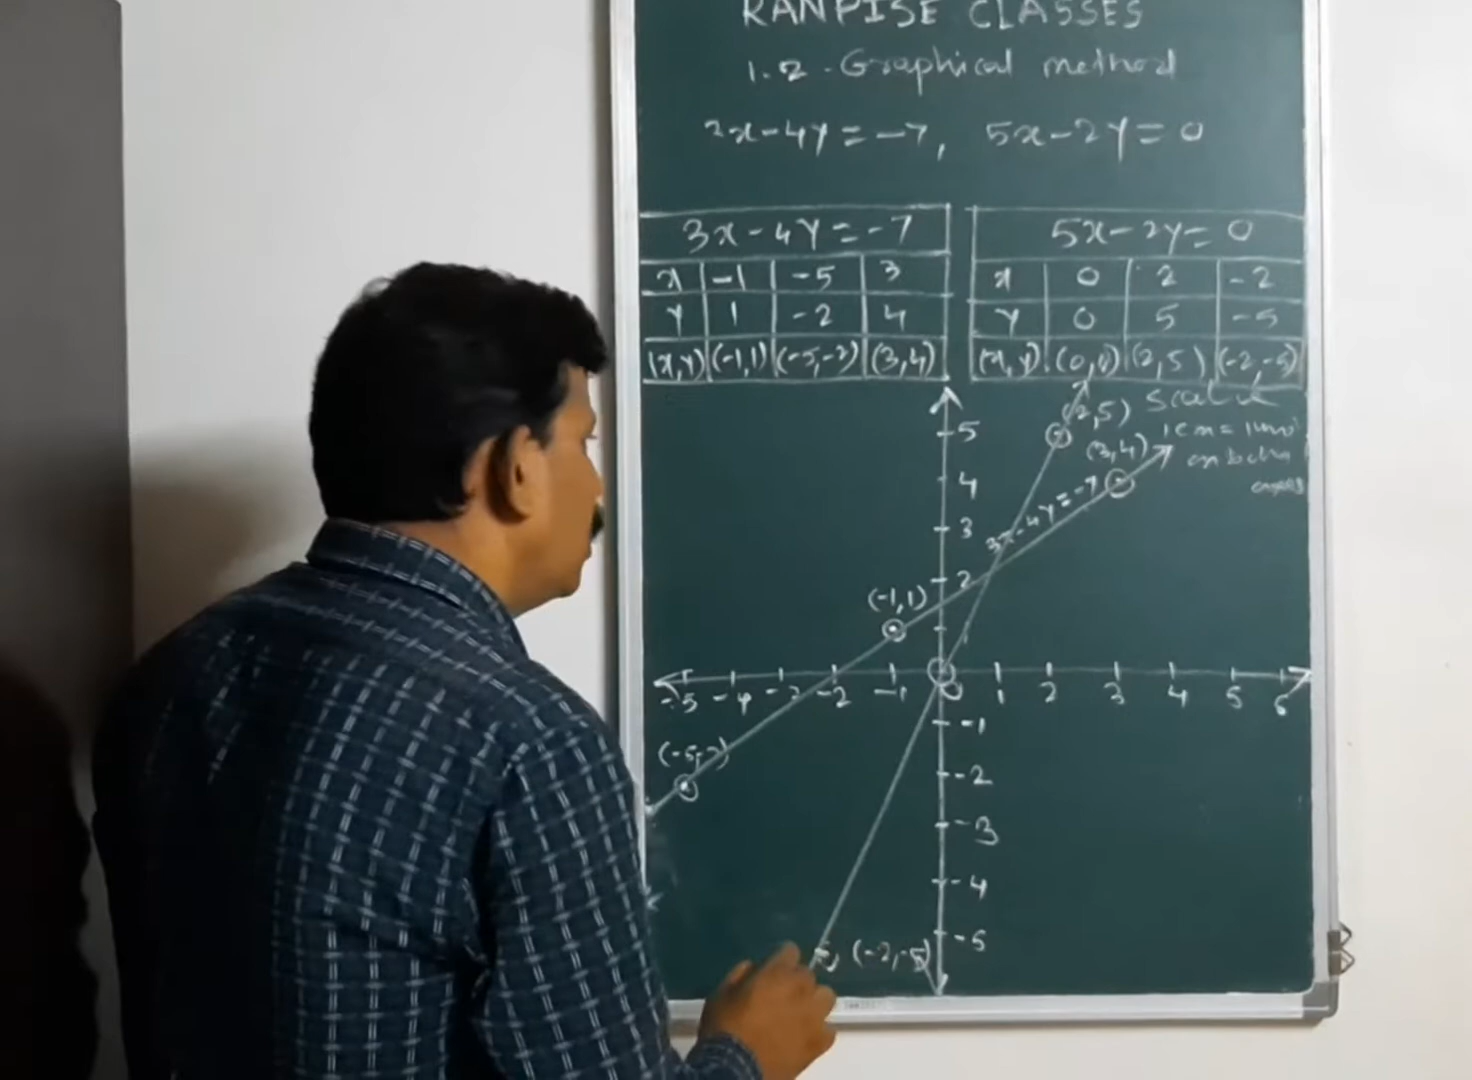 RANPISE CLASSES
1.2 - Graphical method
3x-4y=-7, 5x-2y=0
3x-4y=-7
x -1 -5 3
y 1 -2 4
(x,y) (-1,1) (-5,-2) (3,4)
5x-2y=0
x 0 2 -2
y 0 5 -5
(x,y) (0,0) (2,5) (-2,-5)
(2,5)
1cm = 1unit
on both
(3,4)
3x-4y=-7
(-1,1)
(-5,-2)
(-2,-5)
5
4
3
2
-5 -4 -3 -2 -1 0 1 2 3 4 5 6
-1
-2
-3
-4
-5